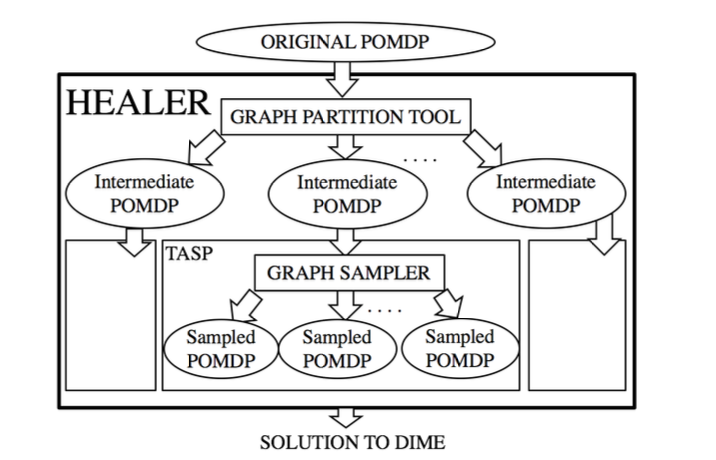 ORIGINAL POMDP
HEALER
GRAPH PARTITION TOOL
. . . .
Intermediate
POMDP
Intermediate
POMDP
Intermediate
POMDP
TASP
GRAPH SAMPLER
. . . .
Sampled
POMDP
Sampled
POMDP
Sampled
POMDP
SOLUTION TO DIME